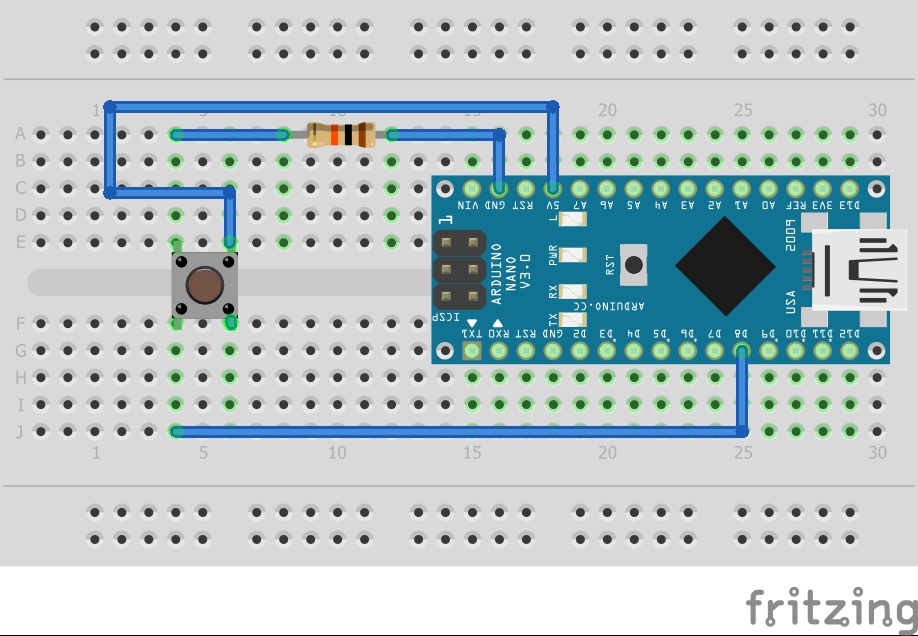 1 5 10 15 20 25 30
A
B
C
D
E
F
G
H
I
J
VIN GND RST 5V A7 A6 A5 A4 A3 A2 A1 A0 REF 3V3 D13
L
PWR
RX
TX
RST
ARDUINO
NANO
V3.0
ARDUINO.CC
2009
USA
ICSP
1
TX1 RX0 RST GND D2 D3 D4 D5 D6 D7 D8 D9 D10 D11 D12
1 5 10 15 20 25 30
fritzing